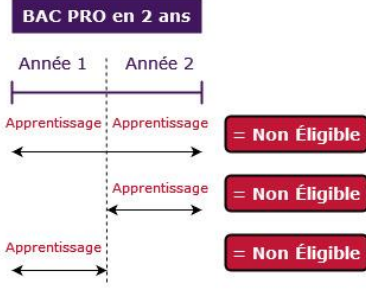 BAC PRO en 2 ans
Année 1 Année 2
Apprentissage Apprentissage
= Non Éligible
Apprentissage
= Non Éligible
Apprentissage
= Non Éligible